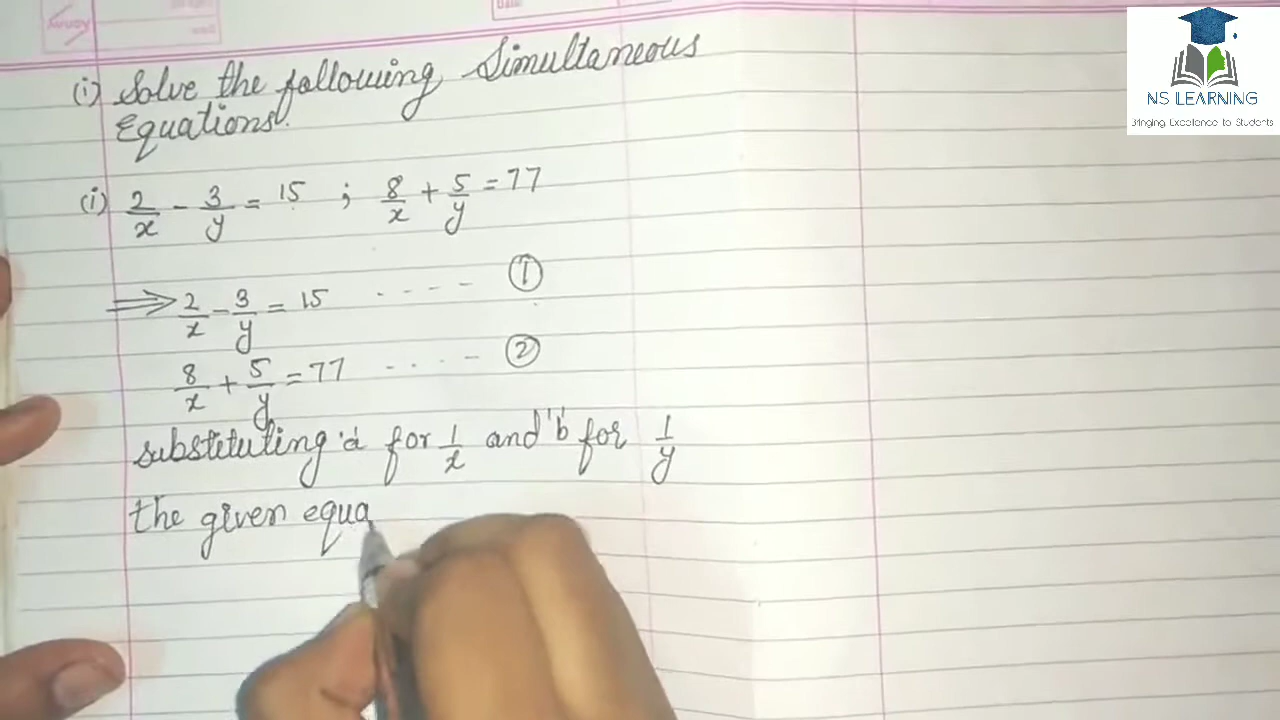 NS LEARNING
Bringing Excellence to Students
(i) Solve the following Simultaneous
Equations.
(i) 2/x - 3/y = 15 ; 8/x + 5/y = 77
⟹ 2/x - 3/y = 15 - - - - ①
8/x + 5/y = 77 - - - - ②
substituting 'a' for 1/x and 'b' for 1/y
the given equa